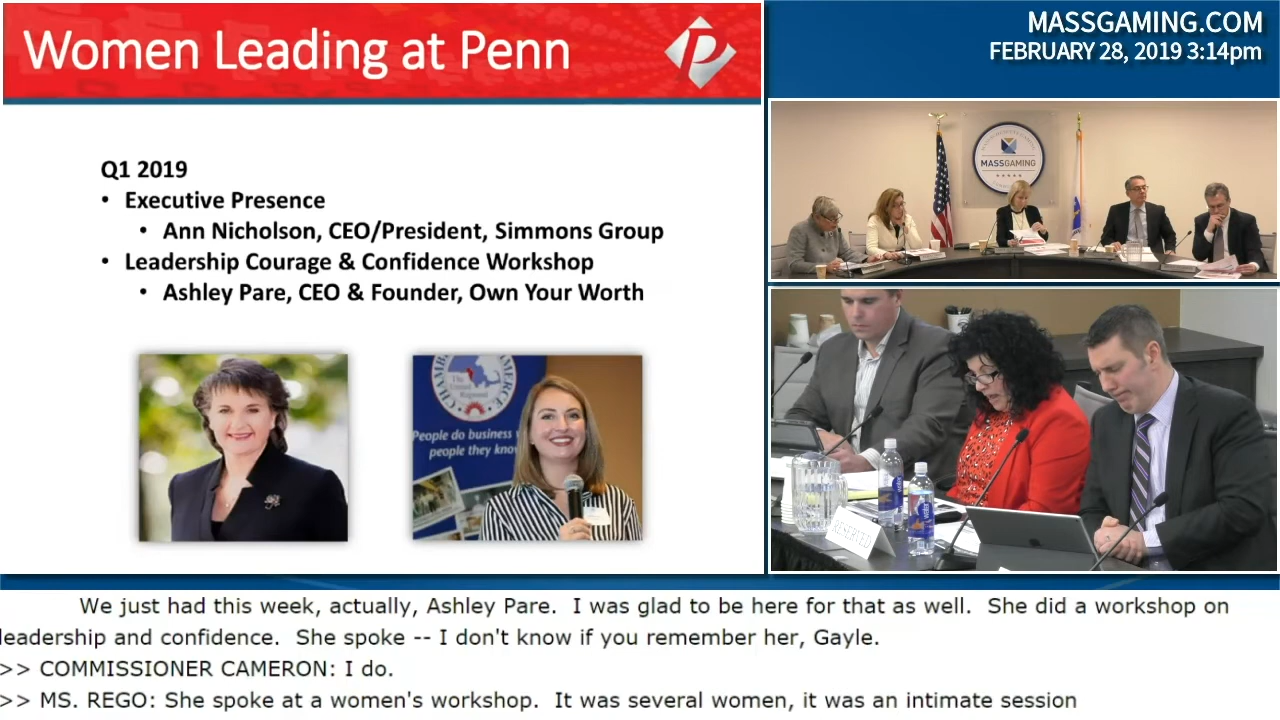 Women Leading at Penn
MASSGAMING.COM
FEBRUARY 28, 2019 3:14pm
Q1 2019
• Executive Presence
• Ann Nicholson, CEO/President, Simmons Group
• Leadership Courage & Confidence Workshop
• Ashley Pare, CEO & Founder, Own Your Worth
MASSGAMING
The
United
Regional
People do business
people they know
RESERVED
We just had this week, actually, Ashley Pare.  I was glad to be here for that as well.  She did a workshop on
leadership and confidence.  She spoke -- I don't know if you remember her, Gayle.
>> COMMISSIONER CAMERON: I do.
>> MS. REGO: She spoke at a women's workshop.  It was several women, it was an intimate session